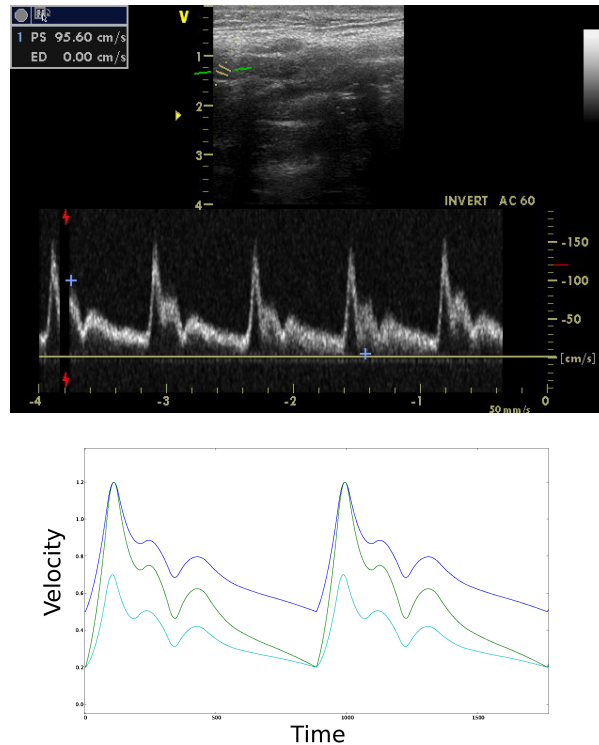 V
1 PS 95.60 cm/s
ED 0.00 cm/s
1
2
3
4
INVERT AC 60
-150
-100
-50
[cm/s]
-4 -3 -2 -1 0
50 mm/s
Velocity
1.2
1.0
0.8
0.6
0.4
0.2
0.0
0 500 1000 1500
Time